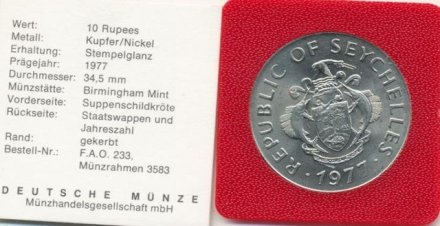 Wert: 10 Rupees
Metall: Kupfer/Nickel
Erhaltung: Stempelglanz
Prägejahr: 1977
Durchmesser: 34,5 mm
Münzstätte: Birmingham Mint
Vorderseite: Suppenschildkröte
Rückseite: Staatswappen und
Jahreszahl
Rand: gekerbt
Bestell-Nr.: F.A.O. 233.
Münzrahmen 3583
DEUTSCHE MÜNZE
Münzhandelsgesellschaft mbH
REPUBLIC OF SEYCHELLES
· 1977 ·